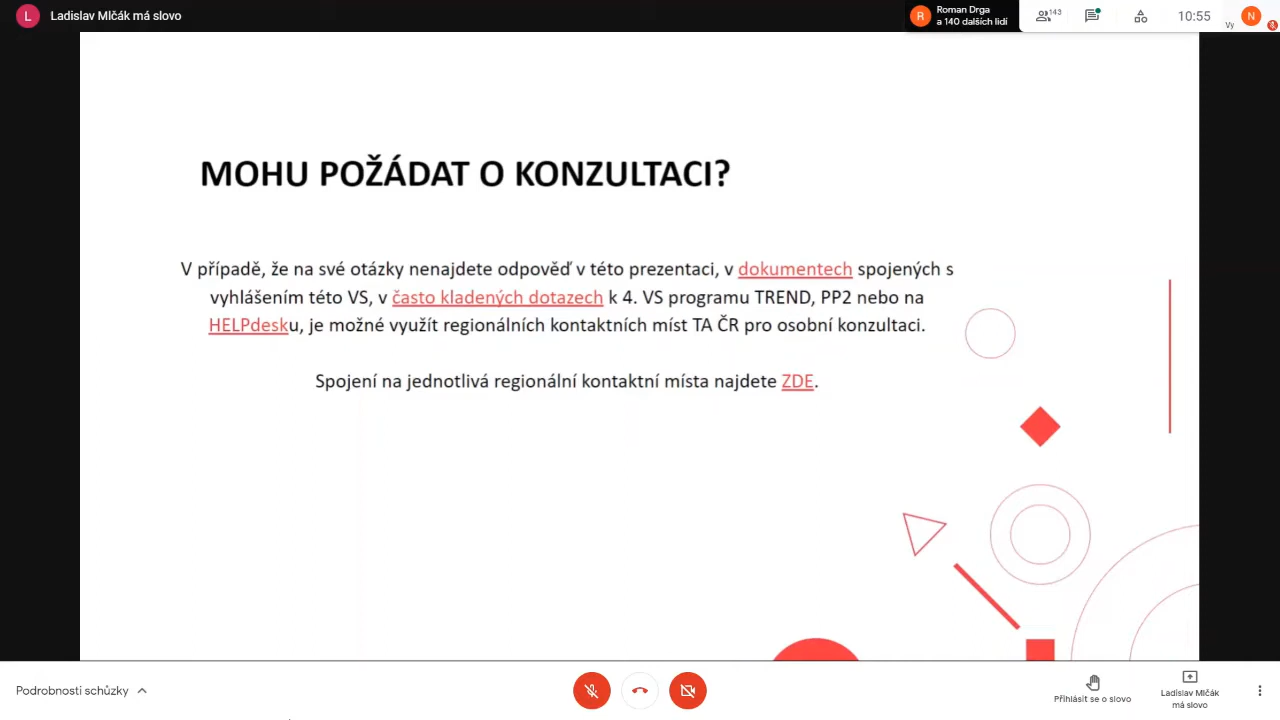 L
Ladislav Mlčák má slovo
R
Roman Drga
a 140 dalších lidí
143
10:55
Vy
N
MOHU POŽÁDAT O KONZULTACI?
V případě, že na své otázky nenajdete odpověď v této prezentaci, v dokumentech spojených s
vyhlášením této VS, v často kladených dotazech k 4. VS programu TREND, PP2 nebo na
HELPdesku, je možné využít regionálních kontaktních míst TA ČR pro osobní konzultaci.
Spojení na jednotlivá regionální kontaktní místa najdete ZDE.
Podrobnosti schůzky
Přihlásit se o slovo
Ladislav Mlčák
má slovo